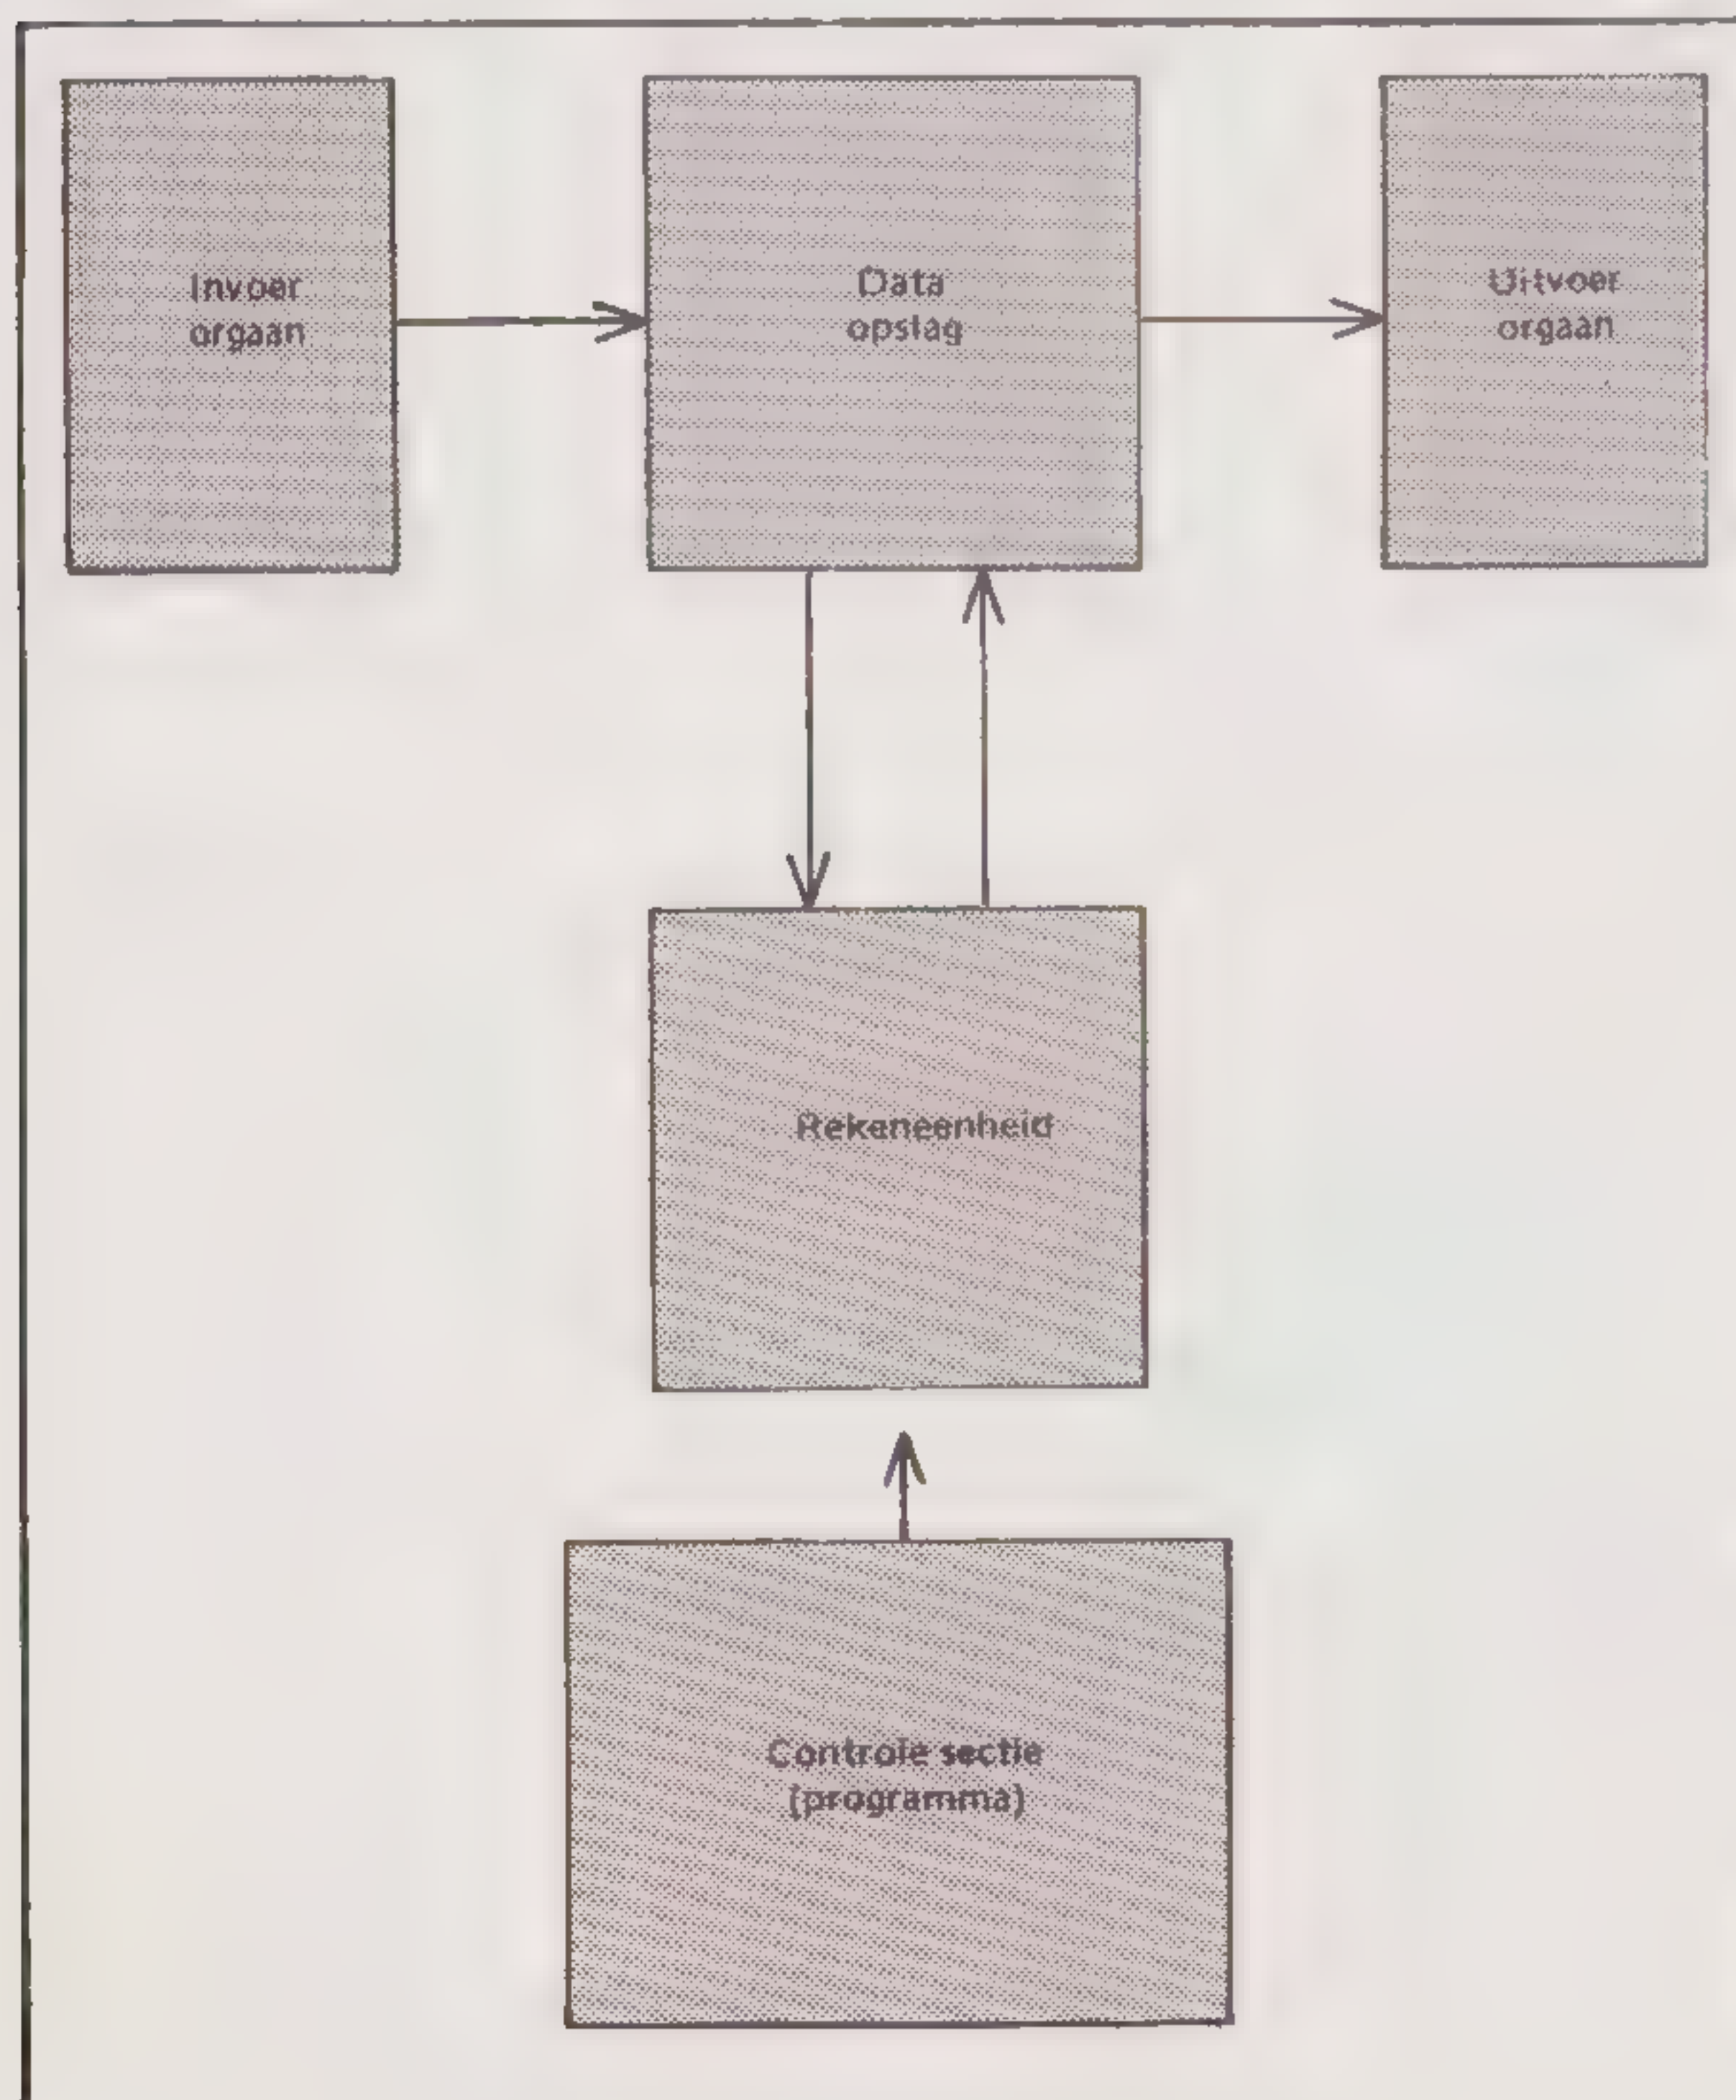 Invoer
orgaan
Data
opslag
Uitvoer
orgaan
Rekeneenheid
Controle sectie
(programma)